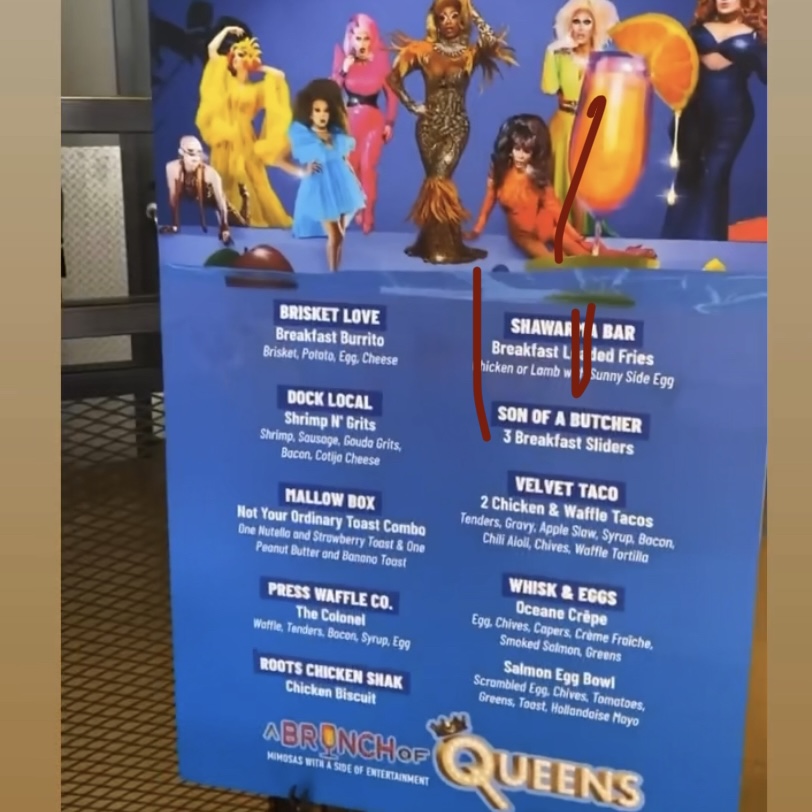 BRISKET LOVE
Breakfast Burrito
Brisket, Potato, Egg, Cheese
DOCK LOCAL
Shrimp N' Grits
Shrimp, Sausage, Gouda Grits,
Bacon, Cotija Cheese
MALLOW BOX
Not Your Ordinary Toast Combo
One Nutella and Strawberry Toast & One
Peanut Butter and Banana Toast
PRESS WAFFLE CO.
The Colonel
Waffle, Tenders, Bacon, Syrup, Egg
ROOTS CHICKEN SHAK
Chicken Biscuit
SHAWARMA BAR
Breakfast Loaded Fries
Chicken or Lamb with Sunny Side Egg
SON OF A BUTCHER
3 Breakfast Sliders
VELVET TACO
2 Chicken & Waffle Tacos
Tenders, Gravy, Apple Slaw, Syrup, Bacon,
Chili Aioli, Chives, Waffle Tortilla
WHISK & EGGS
Oceane Crêpe
Egg, Chives, Capers, Crème Fraîche,
Smoked Salmon, Greens
Salmon Egg Bowl
Scrambled Egg, Chives, Tomatoes,
Greens, Toast, Hollandaise Mayo
A BRUNCH OF QUEENS
MIMOSAS WITH A SIDE OF ENTERTAINMENT